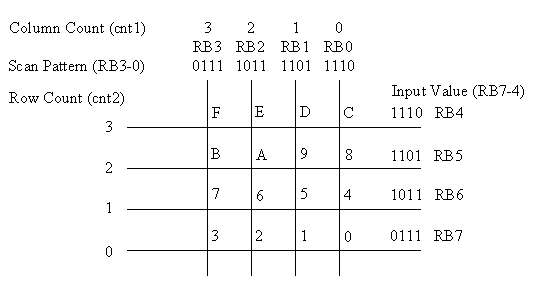 Column Count (cnt1) 3 2 1 0
RB3 RB2 RB1 RB0
Scan Pattern (RB3-0) 0111 1011 1101 1110
Input Value (RB7-4)
Row Count (cnt2)
F E D C 1110 RB4
3
B A 9 8 1101 RB5
2
7 6 5 4 1011 RB6
1
3 2 1 0 0111 RB7
0